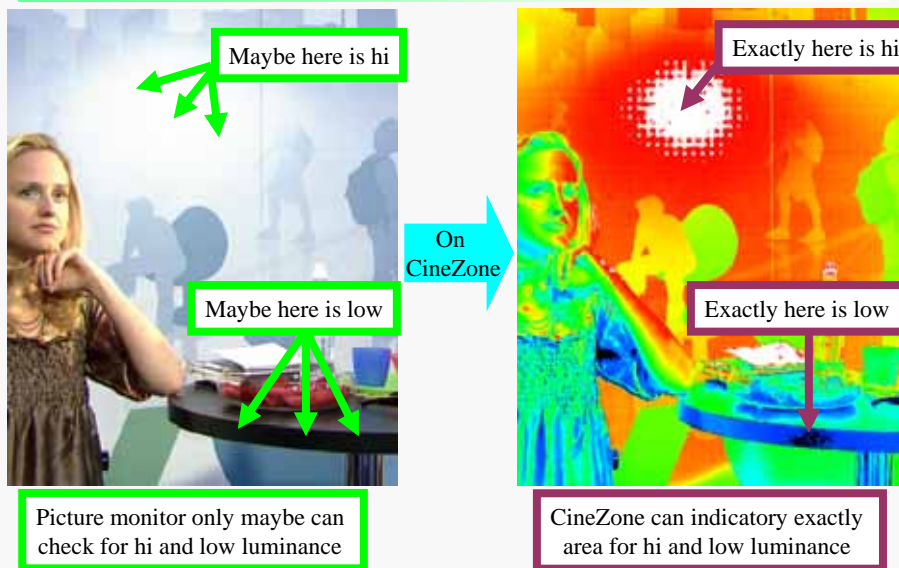 Maybe here is hi
Exactly here is hi
On
CineZone
Maybe here is low
Exactly here is low
Picture monitor only maybe can
check for hi and low luminance
CineZone can indicatory exactly
area for hi and low luminance